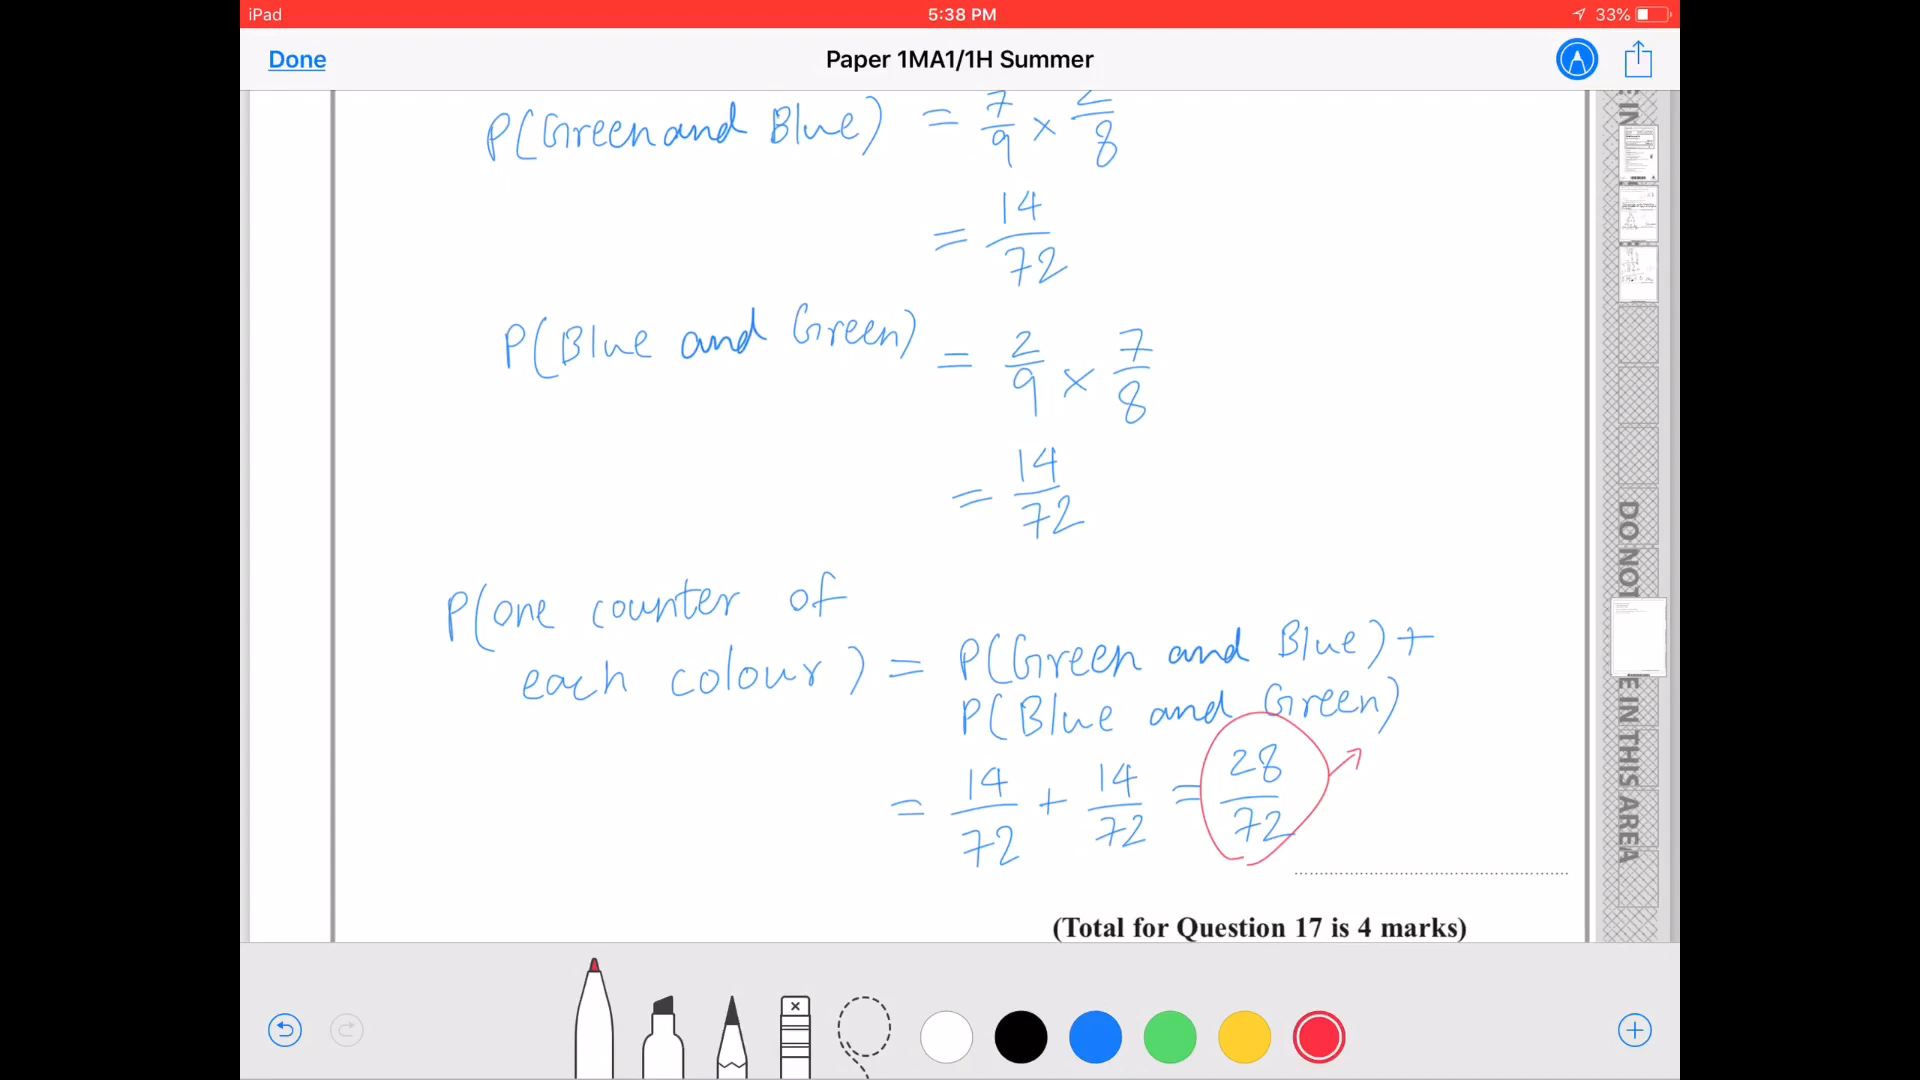 iPad 5:38 PM 33%
Done Paper 1MA1/1H Summer
P(Green and Blue) = 7/9 × 2/8
= 14/72
P(Blue and Green) = 2/9 × 7/8
= 14/72
P(one counter of
each colour) = P(Green and Blue) +
P(Blue and Green)
= 14/72 + 14/72 = 28/72
(Total for Question 17 is 4 marks)
E IN
DO NOT
E IN THIS AREA